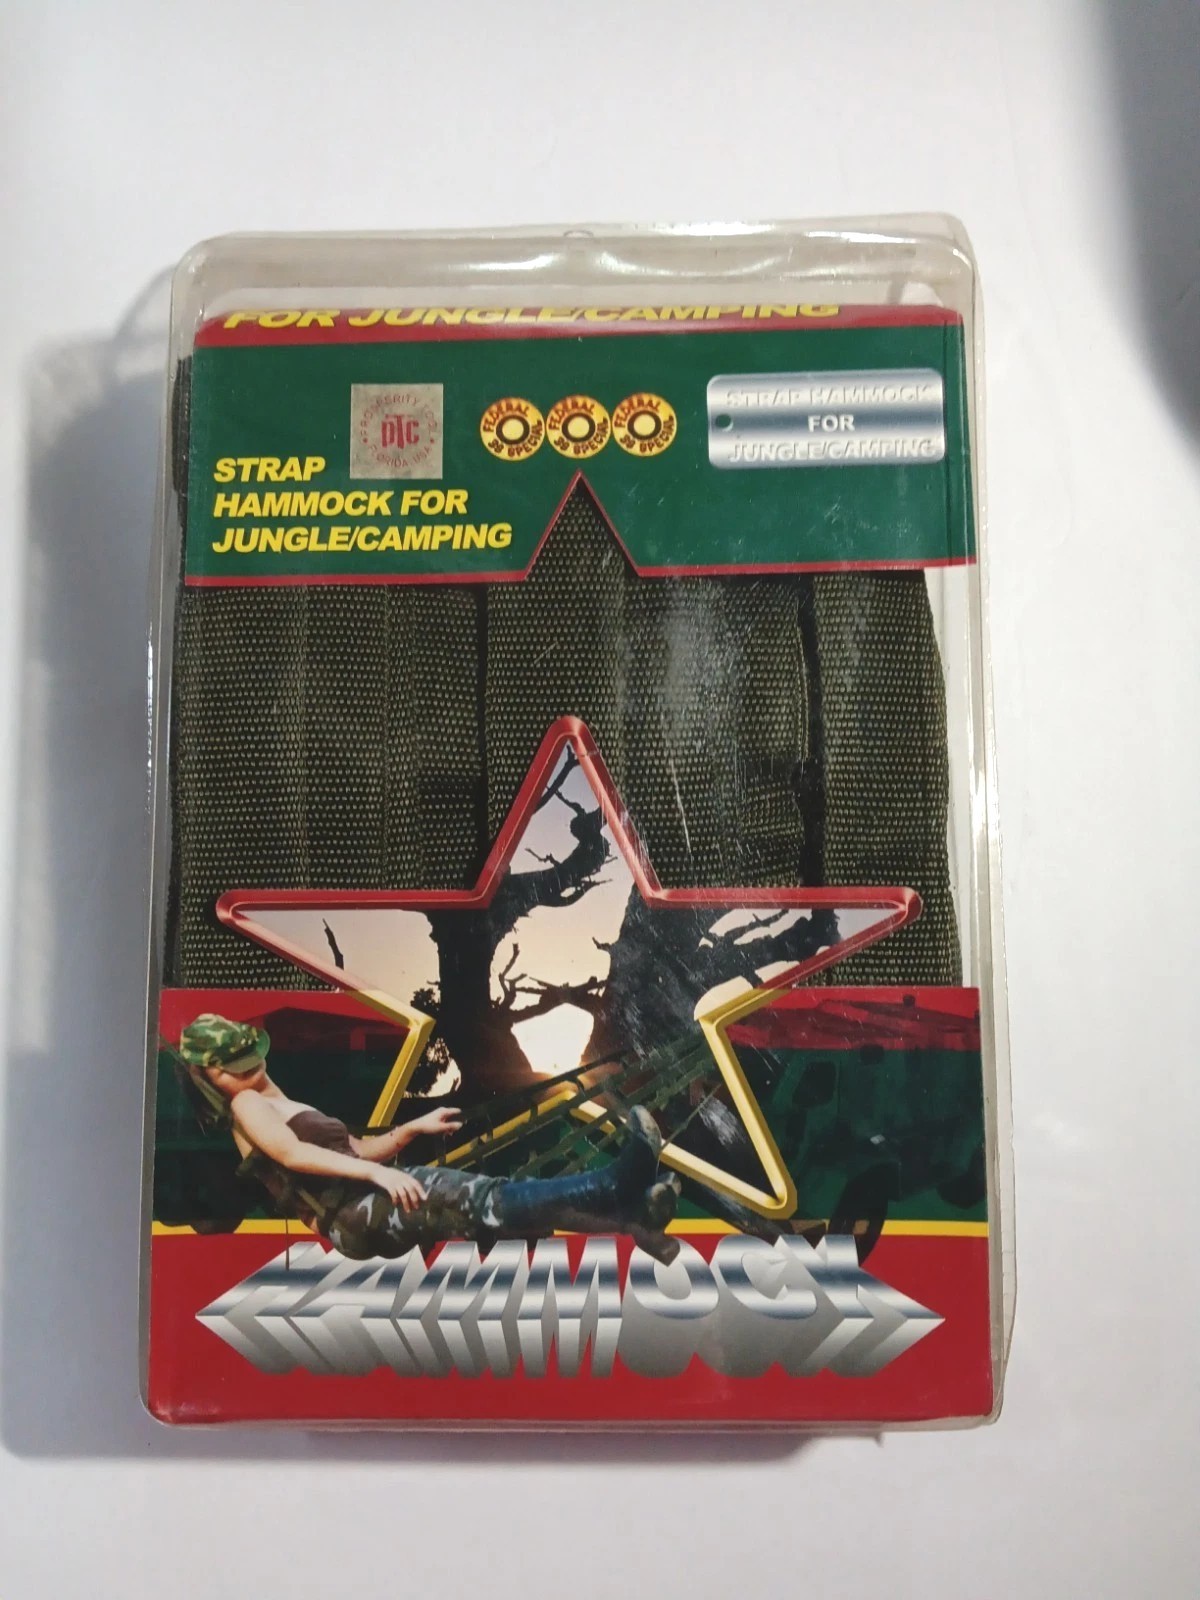 FOR JUNGLE/CAMPING
PROSPERITY TOOL
PTC
FLORIDA, USA
FEDERAL
38 SPECIAL
FEDERAL
38 SPECIAL
FEDERAL
38 SPECIAL
STRAP HAMMOCK
FOR
JUNGLE/CAMPING
STRAP
HAMMOCK FOR
JUNGLE/CAMPING
HAMMOCK